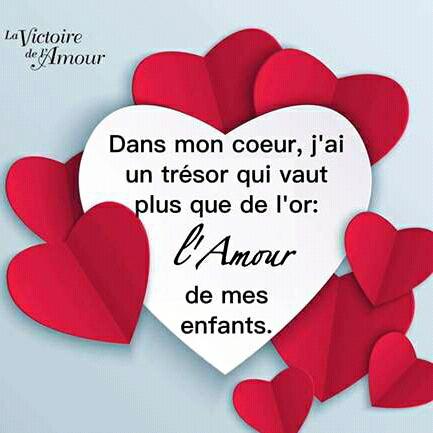 La Victoire
de l'Amour
Dans mon coeur, j'ai
un trésor qui vaut
plus que de l'or:
l'Amour
de mes
enfants.